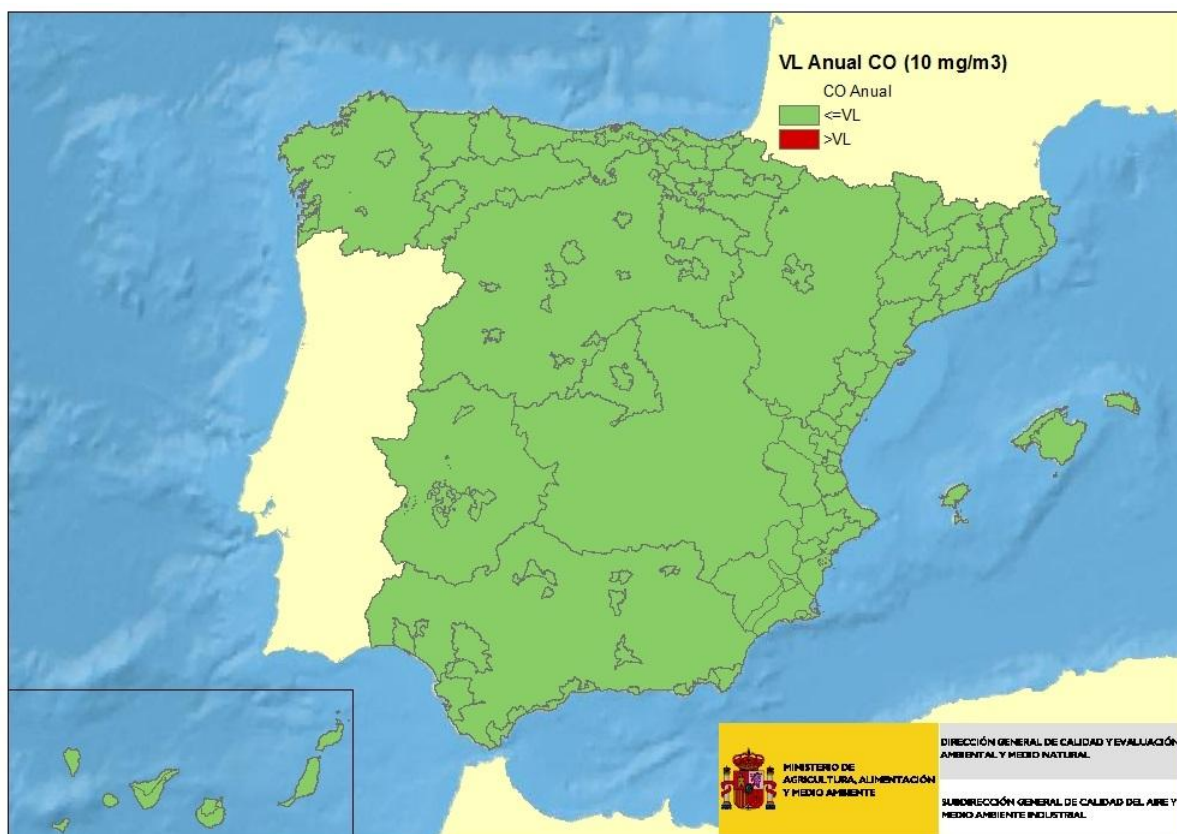 VL Anual CO (10 mg/m3)
CO Anual
<=VL
>VL
MINISTERIO DE
AGRICULTURA, ALIMENTACIÓN
Y MEDIO AMBIENTE
DIRECCIÓN GENERAL DE CALIDAD Y EVALUACIÓN
AMBIENTAL Y MEDIO NATURAL
SUBDIRECCIÓN GENERAL DE CALIDAD DEL AIRE Y
MEDIO AMBIENTE INDUSTRIAL